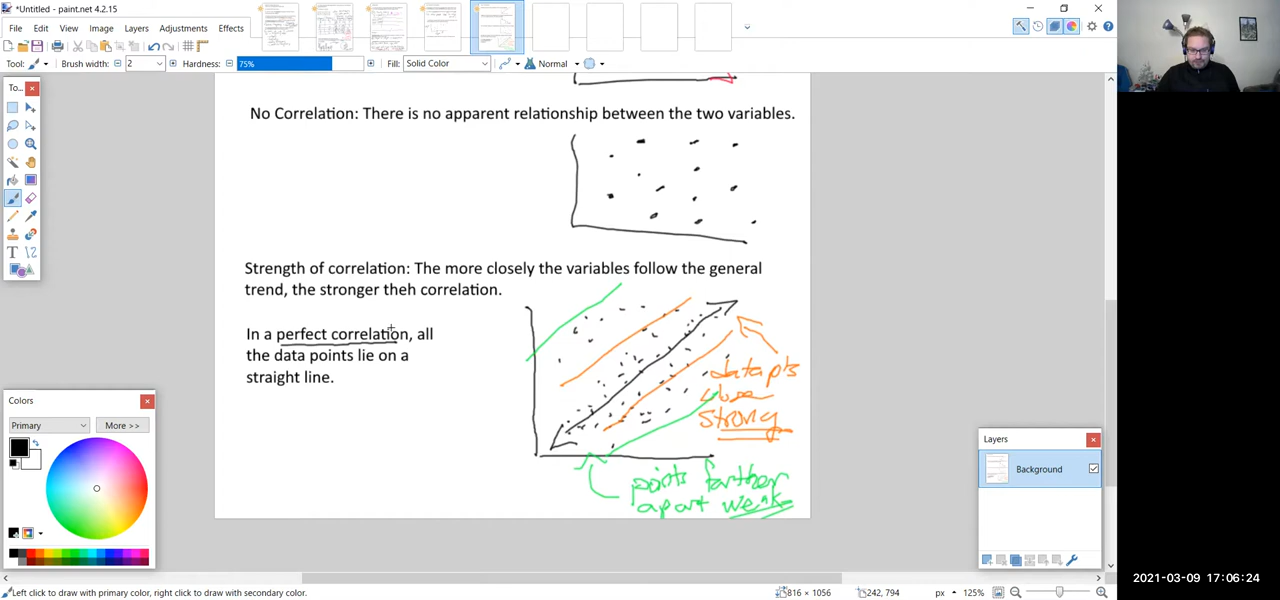 *Untitled - paint.net 4.2.15
File Edit View Image Layers Adjustments Effects
Tool: Brush width: 2 Hardness: 75% Fill: Solid Color Normal
To...
No Correlation: There is no apparent relationship between the two variables.
Strength of correlation: The more closely the variables follow the general
trend, the stronger theh correlation.
In a perfect correlation, all
the data points lie on a
straight line.
data pts
close
strong
points farther
apart weak
Colors
Primary More >>
Layers
Background
Left click to draw with primary color, right click to draw with secondary color.
816 x 1056 242, 794 px 125%
2021-03-09 17:06:24